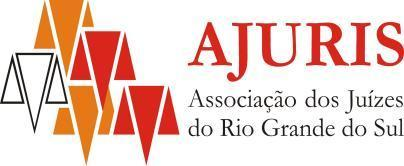 AJURIS
Associação dos Juízes
do Rio Grande do Sul